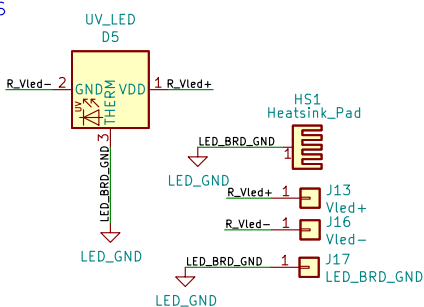 S
UV_LED
D5
R_Vled-
2
GND
VDD
1
R_Vled+
UV
THERM
3
LED_BRD_GND
LED_GND
HS1
Heatsink_Pad
LED_BRD_GND
1
LED_GND
R_Vled+
1
J13
Vled+
R_Vled-
1
J16
Vled-
LED_BRD_GND
1
J17
LED_BRD_GND
LED_GND